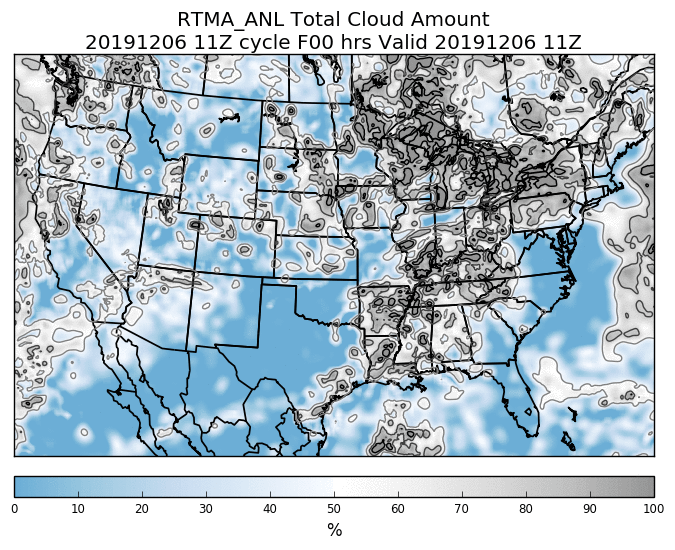 RTMA_ANL Total Cloud Amount
20191206 11Z cycle F00 hrs Valid 20191206 11Z
0 10 20 30 40 50 60 70 80 90 100
%